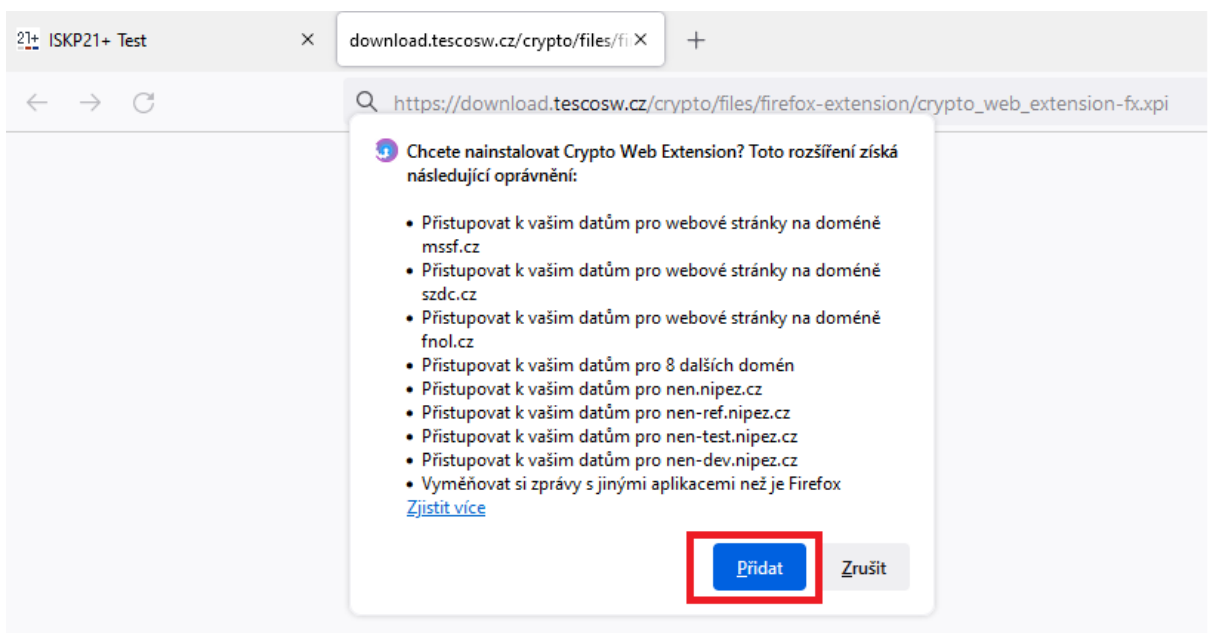 21+ ISKP21+ Test
download.tescosw.cz/crypto/files/fi
https://download.tescosw.cz/crypto/files/firefox-extension/crypto_web_extension-fx.xpi
Chcete nainstalovat Crypto Web Extension? Toto rozšíření získá
následující oprávnění:
• Přistupovat k vašim datům pro webové stránky na doméně
mssf.cz
• Přistupovat k vašim datům pro webové stránky na doméně
szdc.cz
• Přistupovat k vašim datům pro webové stránky na doméně
fnol.cz
• Přistupovat k vašim datům pro 8 dalších domén
• Přistupovat k vašim datům pro nen.nipez.cz
• Přistupovat k vašim datům pro nen-ref.nipez.cz
• Přistupovat k vašim datům pro nen-test.nipez.cz
• Přistupovat k vašim datům pro nen-dev.nipez.cz
• Vyměňovat si zprávy s jinými aplikacemi než je Firefox
Zjistit více
Přidat
Zrušit